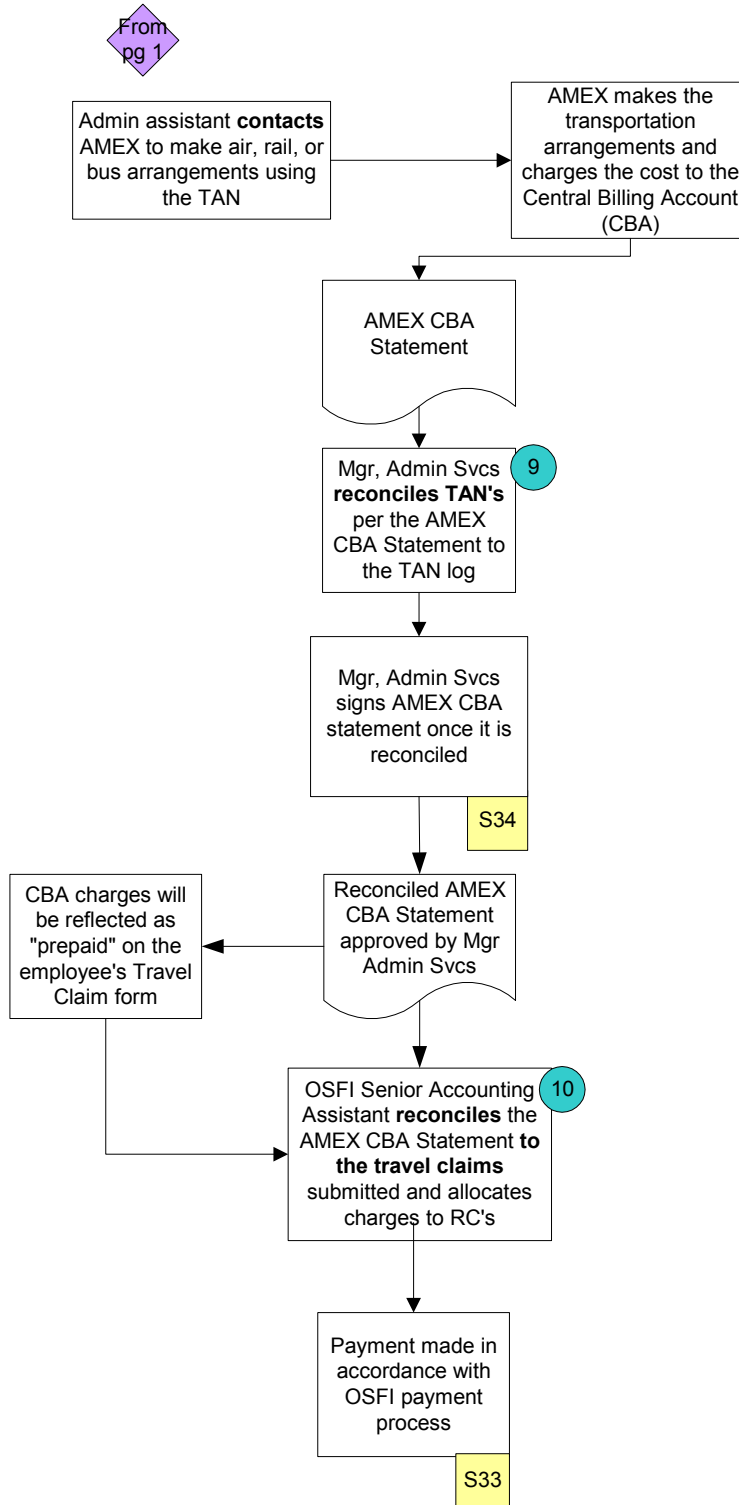 From
pg 1
Admin assistant contacts
AMEX to make air, rail, or
bus arrangements using
the TAN
AMEX makes the
transportation
arrangements and
charges the cost to the
Central Billing Account
(CBA)
AMEX CBA
Statement
Mgr, Admin Svcs
reconciles TAN's
per the AMEX
CBA Statement to
the TAN log
9
Mgr, Admin Svcs
signs AMEX CBA
statement once it is
reconciled
S34
Reconciled AMEX
CBA Statement
approved by Mgr
Admin Svcs
CBA charges will
be reflected as
"prepaid" on the
employee's Travel
Claim form
OSFI Senior Accounting
Assistant reconciles the
AMEX CBA Statement to
the travel claims
submitted and allocates
charges to RC's
10
Payment made in
accordance with
OSFI payment
process
S33